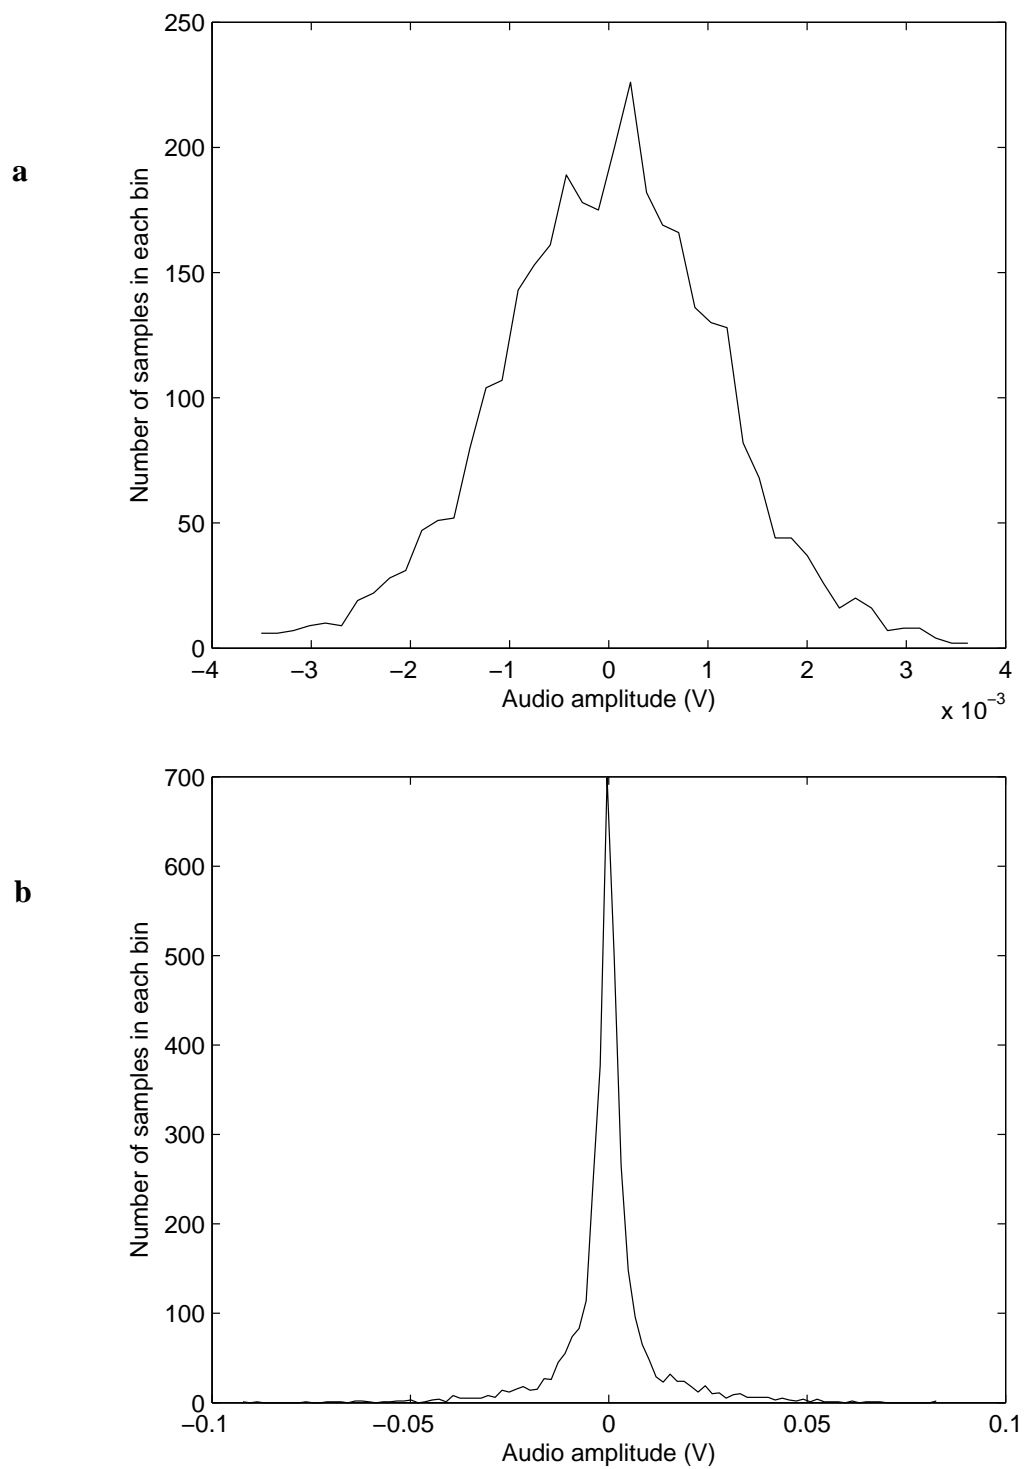 a
250
200
150
100
50
0
Number of samples in each bin
−4 −3 −2 −1 0 1 2 3 4
x 10−3
Audio amplitude (V)
b
700
600
500
400
300
200
100
0
Number of samples in each bin
−0.1 −0.05 0 0.05 0.1
Audio amplitude (V)